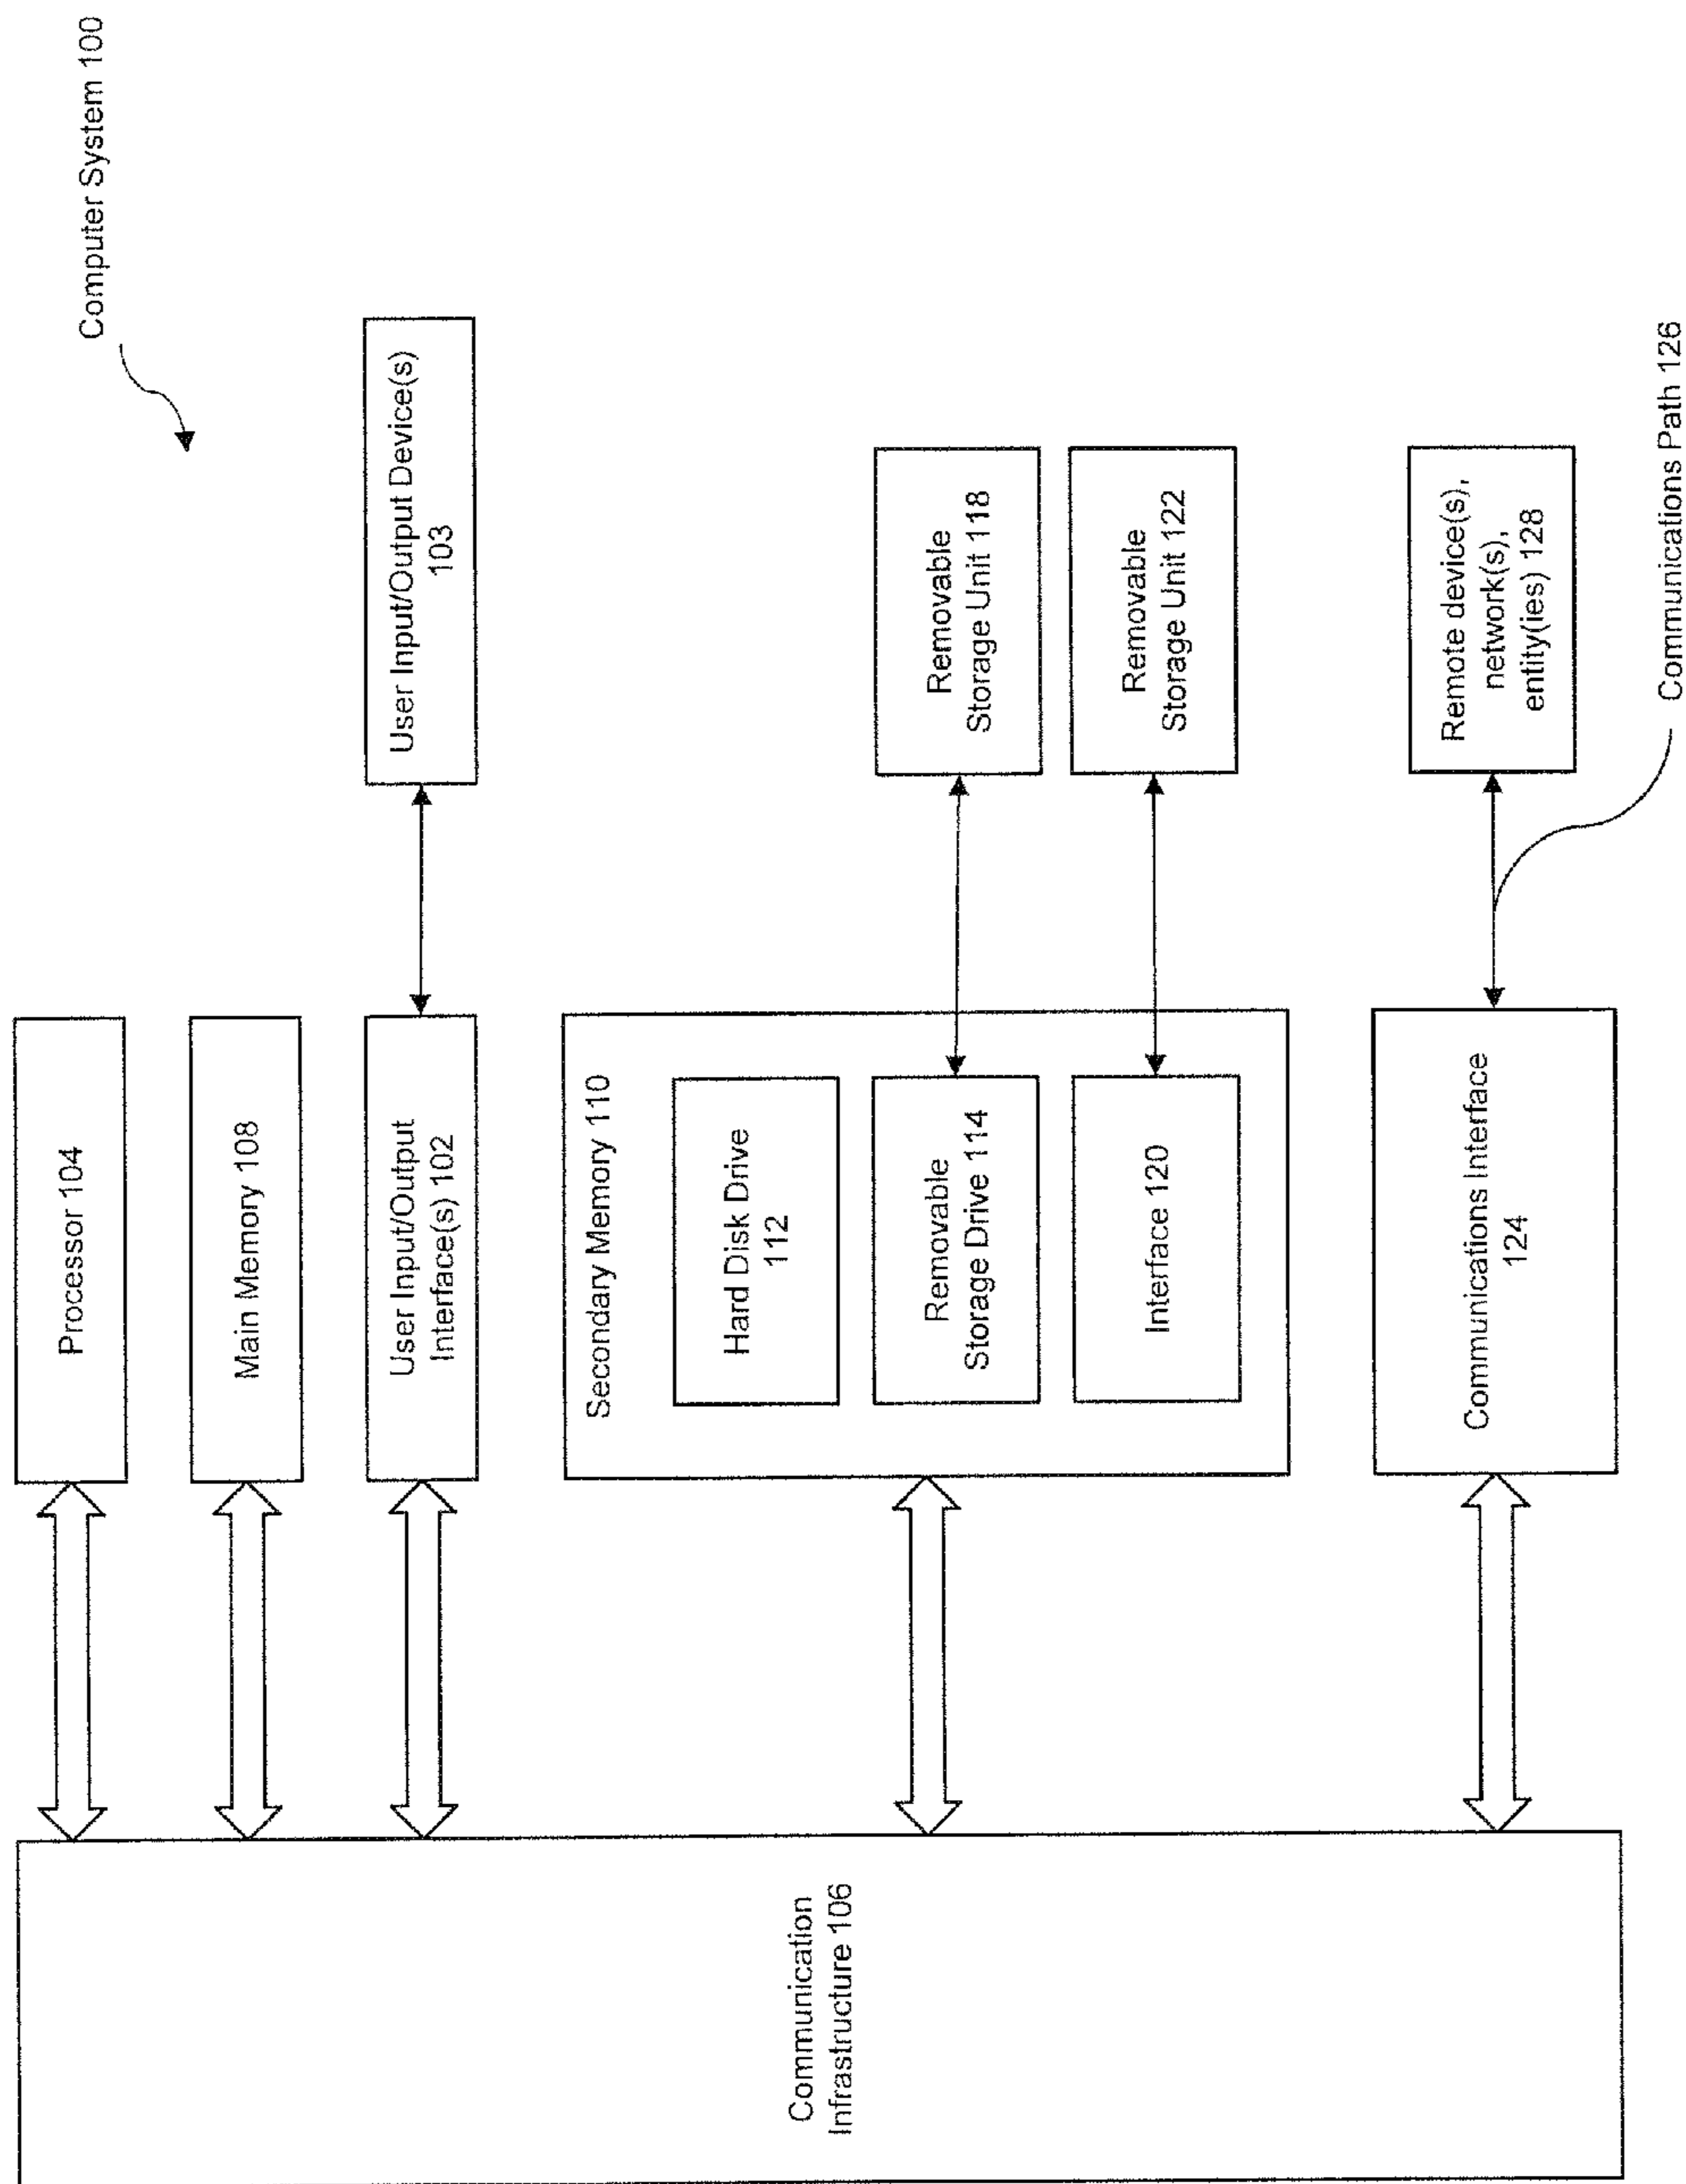 Computer System 100
Processor 104
Main Memory 108
User Input/Output
Interface(s) 102
User Input/Output Device(s)
103
Secondary Memory 110
Hard Disk Drive
112
Removable
Storage Drive 114
Removable
Storage Unit 118
Interface 120
Removable
Storage Unit 122
Communication
Infrastructure 106
Communications Interface
124
Remote device(s),
network(s),
entity(ies) 128
Communications Path 126